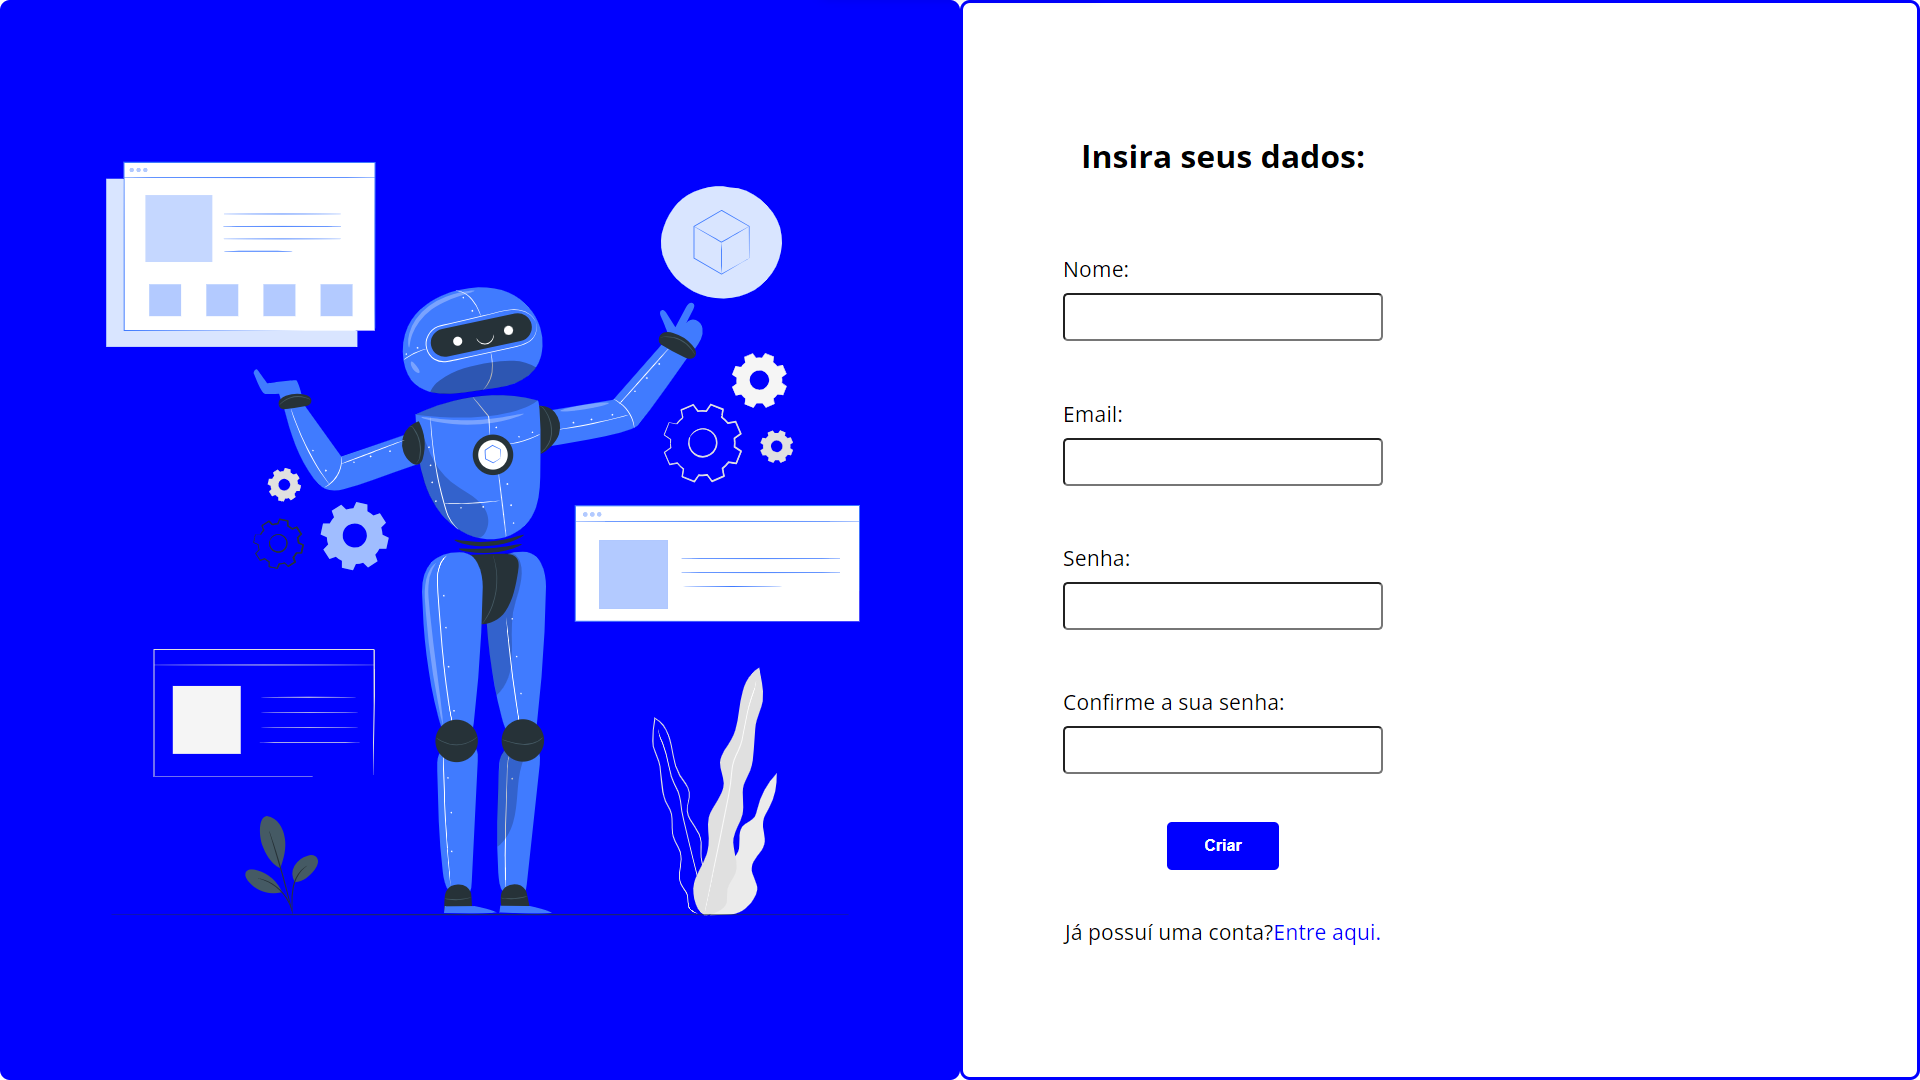 Insira seus dados:
Nome:
Email:
Senha:
Confirme a sua senha:
Criar
Já possuí uma conta?Entre aqui.